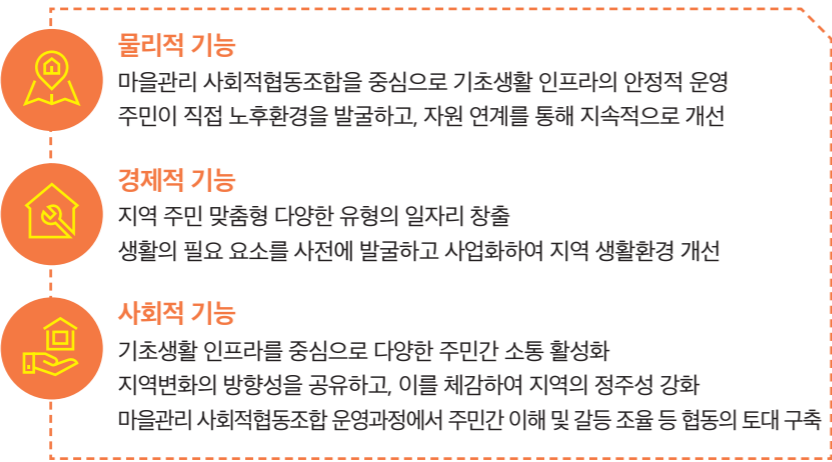 물리적 기능
마을관리 사회적협동조합을 중심으로 기초생활 인프라의 안정적 운영
주민이 직접 노후환경을 발굴하고, 자원 연계를 통해 지속적으로 개선
경제적 기능
지역 주민 맞춤형 다양한 유형의 일자리 창출
생활의 필요 요소를 사전에 발굴하고 사업화하여 지역 생활환경 개선
사회적 기능
기초생활 인프라를 중심으로 다양한 주민간 소통 활성화
지역변화의 방향성을 공유하고, 이를 체감하여 지역의 정주성 강화
마을관리 사회적협동조합 운영과정에서 주민간 이해 및 갈등 조율 등 협동의 토대 구축